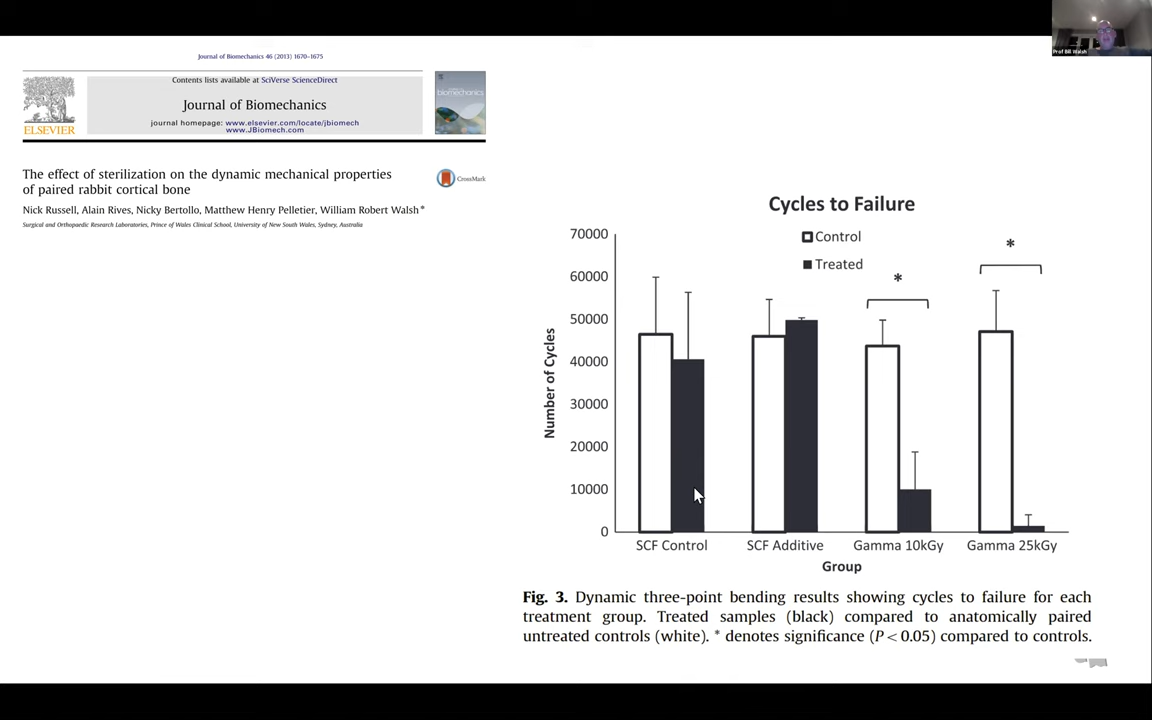 Prof Bill Walsh
Journal of Biomechanics 46 (2013) 1670–1675
Contents lists available at SciVerse ScienceDirect
Journal of Biomechanics
journal homepage: www.elsevier.com/locate/jbiomech
www.JBiomech.com
ELSEVIER
biomechanics
The effect of sterilization on the dynamic mechanical properties
of paired rabbit cortical bone
CrossMark
Nick Russell, Alain Rives, Nicky Bertollo, Matthew Henry Pelletier, William Robert Walsh*
Surgical and Orthopaedic Research Laboratories, Prince of Wales Clinical School, University of New South Wales, Sydney, Australia
Cycles to Failure
Control
Treated
*
*
70000
60000
50000
40000
30000
20000
10000
0
Number of Cycles
SCF Control SCF Additive Gamma 10kGy Gamma 25kGy
Group
Fig. 3. Dynamic three-point bending results showing cycles to failure for each
treatment group. Treated samples (black) compared to anatomically paired
untreated controls (white). * denotes significance (P < 0.05) compared to controls.